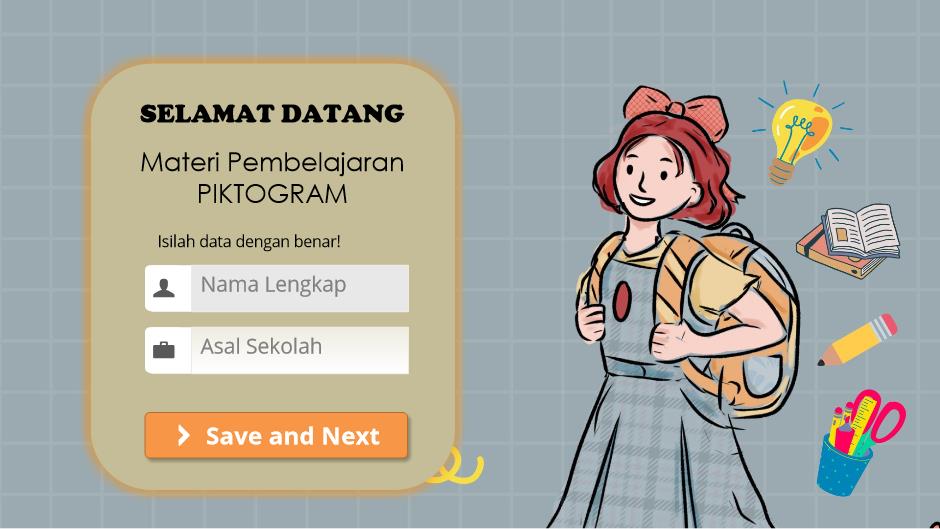 SELAMAT DATANG
Materi Pembelajaran
PIKTOGRAM
Isilah data dengan benar!
Nama Lengkap
Asal Sekolah
Save and Next